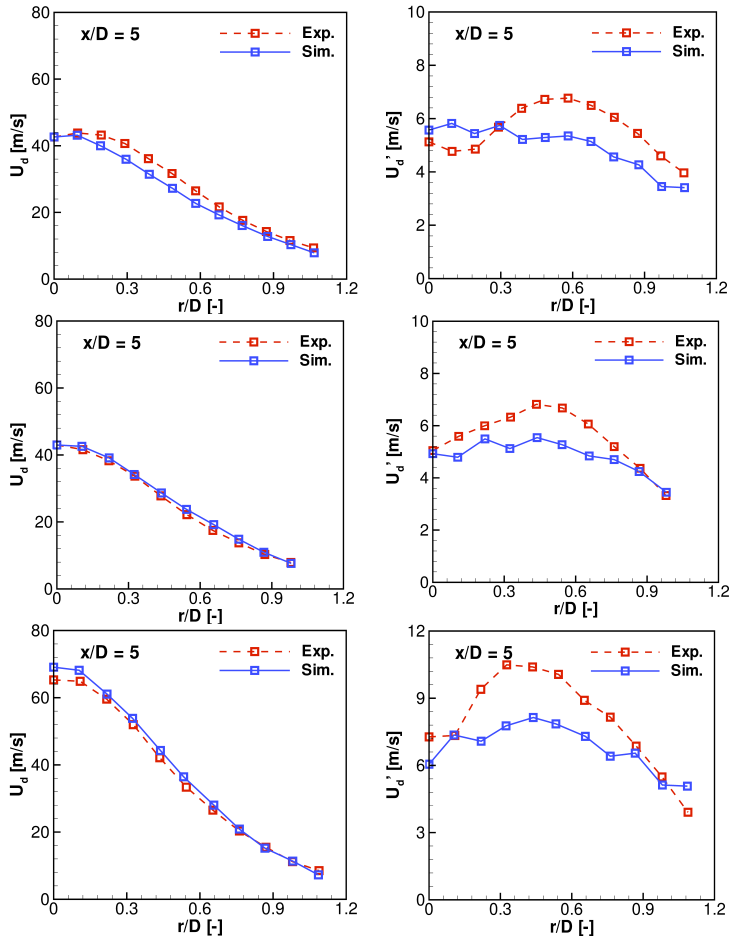 80
60
40
20
0
U_d [m/s]
x/D = 5
Exp.
Sim.
0 0.3 0.6 0.9 1.2
r/D [-]
10
8
6
4
2
0
U_d' [m/s]
x/D = 5
Exp.
Sim.
0 0.3 0.6 0.9 1.2
r/D [-]
80
60
40
20
0
U_d [m/s]
x/D = 5
Exp.
Sim.
0 0.3 0.6 0.9 1.2
r/D [-]
10
8
6
4
2
0
U_d' [m/s]
x/D = 5
Exp.
Sim.
0 0.3 0.6 0.9 1.2
r/D [-]
80
60
40
20
0
U_d [m/s]
x/D = 5
Exp.
Sim.
0 0.3 0.6 0.9 1.2
r/D [-]
12
9
6
3
0
U_d' [m/s]
x/D = 5
Exp.
Sim.
0 0.3 0.6 0.9 1.2
r/D [-]